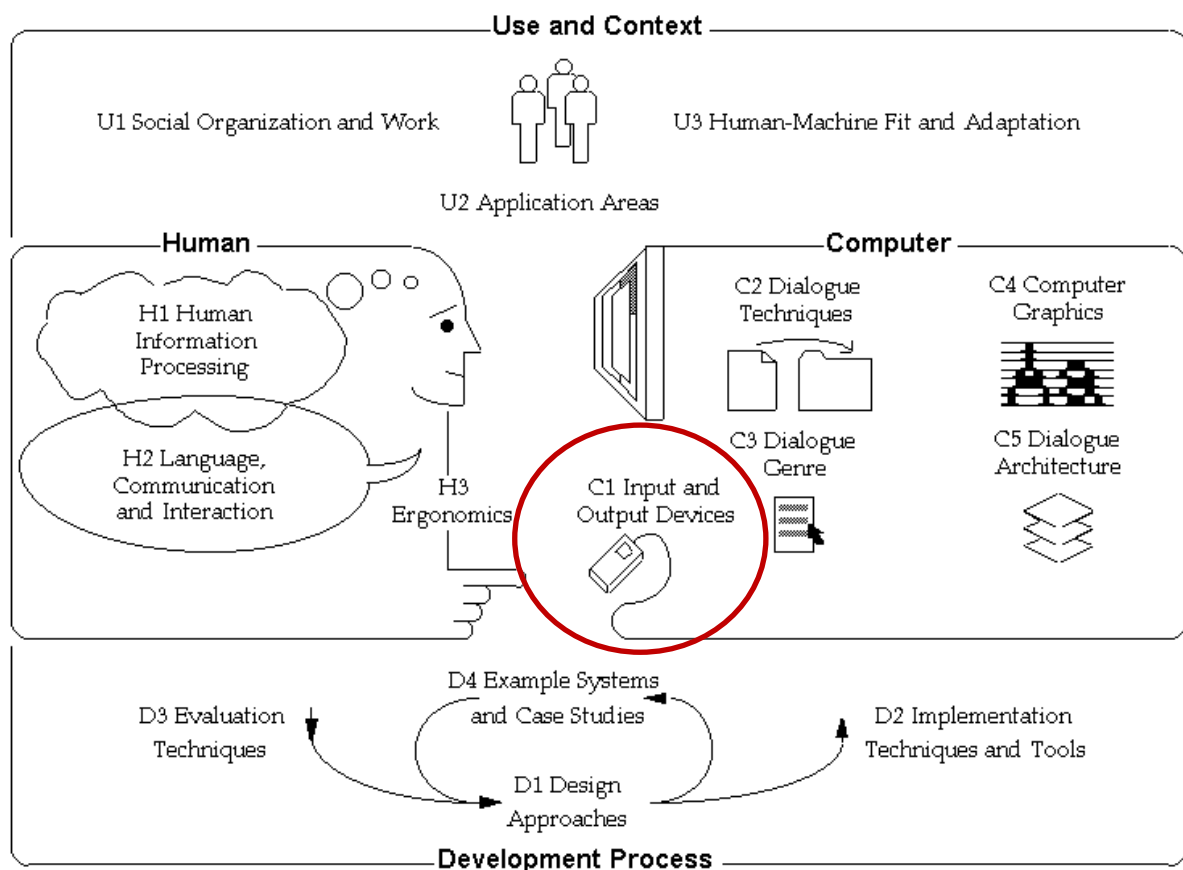 Use and Context
U1 Social Organization and Work
U3 Human-Machine Fit and Adaptation
U2 Application Areas
Human
H1 Human
Information
Processing
H2 Language,
Communication
and Interaction
H3
Ergonomics
Computer
C1 Input and
Output Devices
C2 Dialogue
Techniques
C3 Dialogue
Genre
C4 Computer
Graphics
C5 Dialogue
Architecture
D3 Evaluation
Techniques
D4 Example Systems
and Case Studies
D1 Design
Approaches
D2 Implementation
Techniques and Tools
Development Process